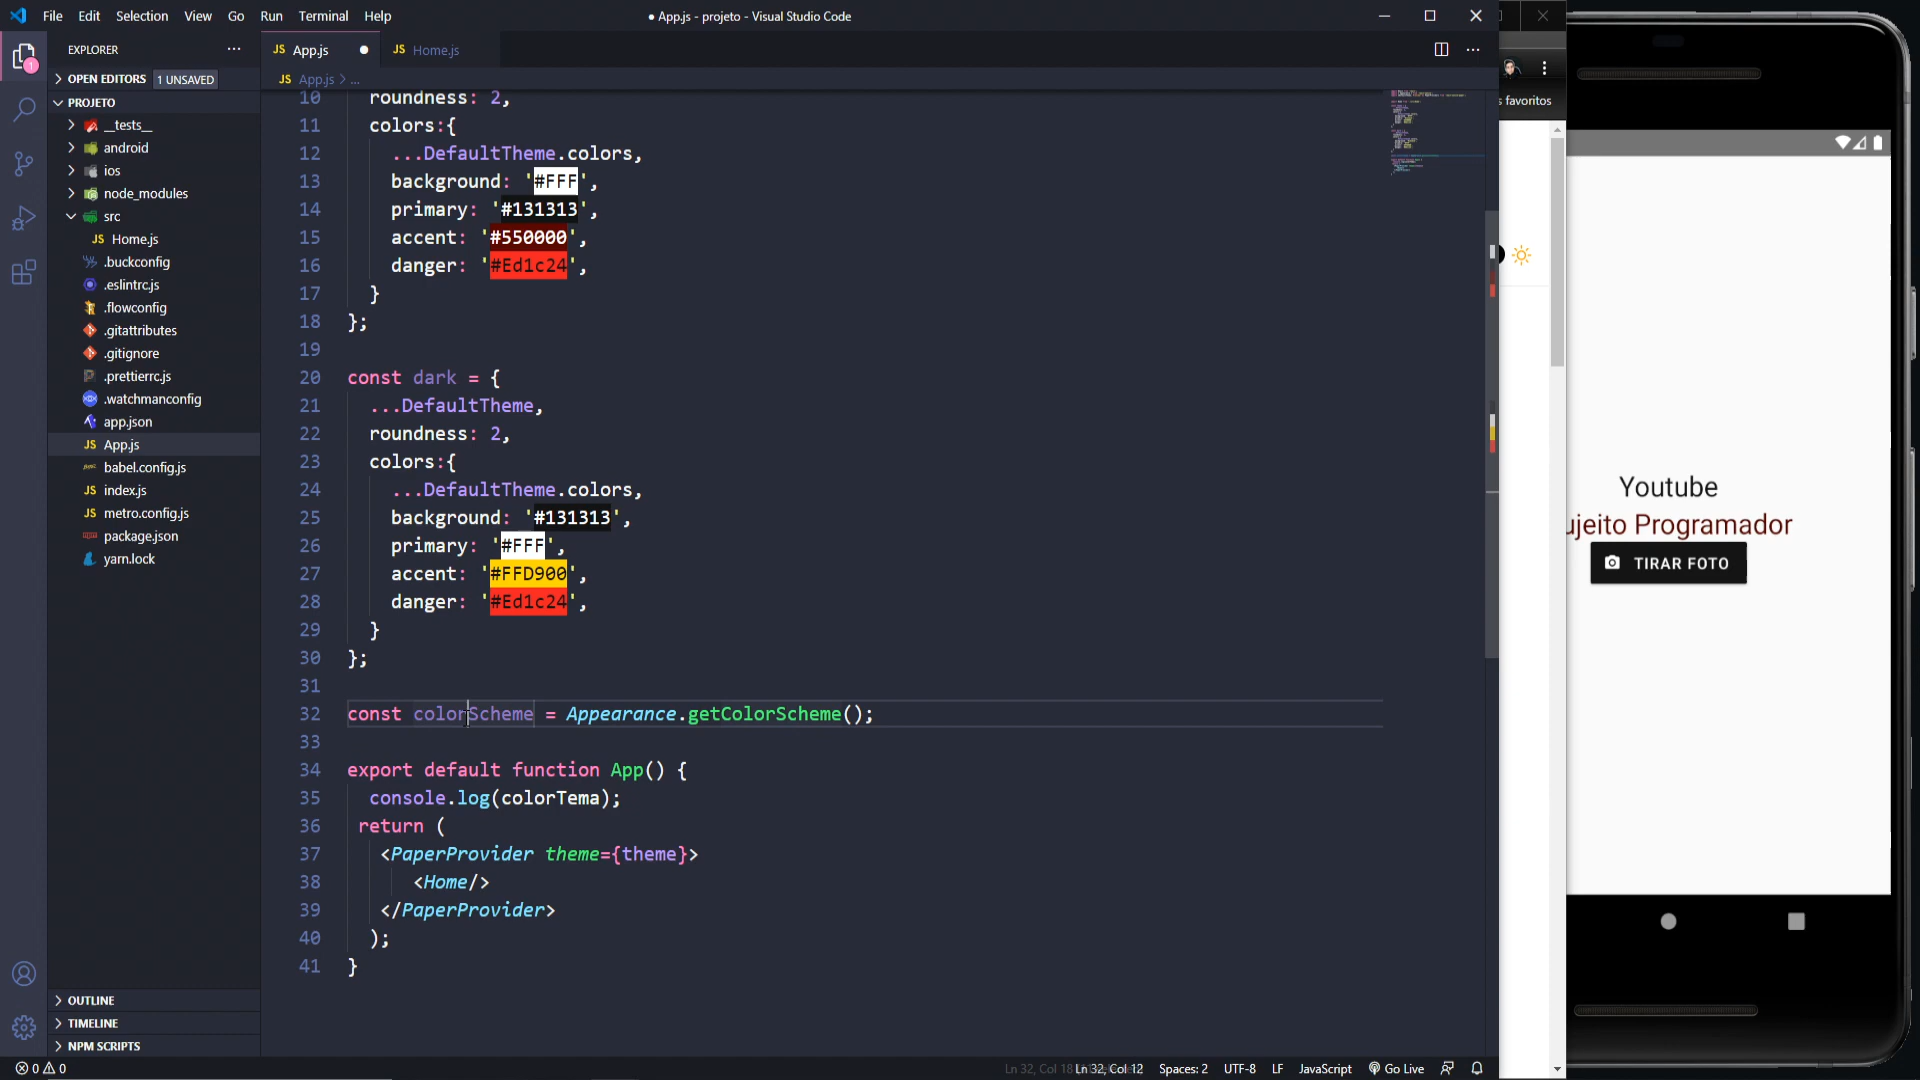 File Edit Selection View Go Run Terminal Help
● App.js - projeto - Visual Studio Code
EXPLORER
OPEN EDITORS 1 UNSAVED
PROJETO
__tests__
android
ios
node_modules
src
JS Home.js
.buckconfig
.eslintrc.js
.flowconfig
.gitattributes
.gitignore
.prettierrc.js
.watchmanconfig
app.json
JS App.js
babel.config.js
JS index.js
JS metro.config.js
package.json
yarn.lock
OUTLINE
TIMELINE
NPM SCRIPTS
JS App.js ● JS Home.js
JS App.js > ...
10 roundness: 2,
11 colors:{
12 ...DefaultTheme.colors,
13 background: '#FFF',
14 primary: '#131313',
15 accent: '#550000',
16 danger: '#Ed1c24',
17 }
18 };
19
20 const dark = {
21 ...DefaultTheme,
22 roundness: 2,
23 colors:{
24 ...DefaultTheme.colors,
25 background: '#131313',
26 primary: '#FFF',
27 accent: '#FFD900',
28 danger: '#Ed1c24',
29 }
30 };
31
32 const colorScheme = Appearance.getColorScheme();
33
34 export default function App() {
35 console.log(colorTema);
36 return (
37 <PaperProvider theme={theme}>
38 <Home/>
39 </PaperProvider>
40 );
41 }
0 0
Ln 32, Col 12 Spaces: 2 UTF-8 LF JavaScript Go Live
s favoritos
Youtube
ujeito Programador
TIRAR FOTO